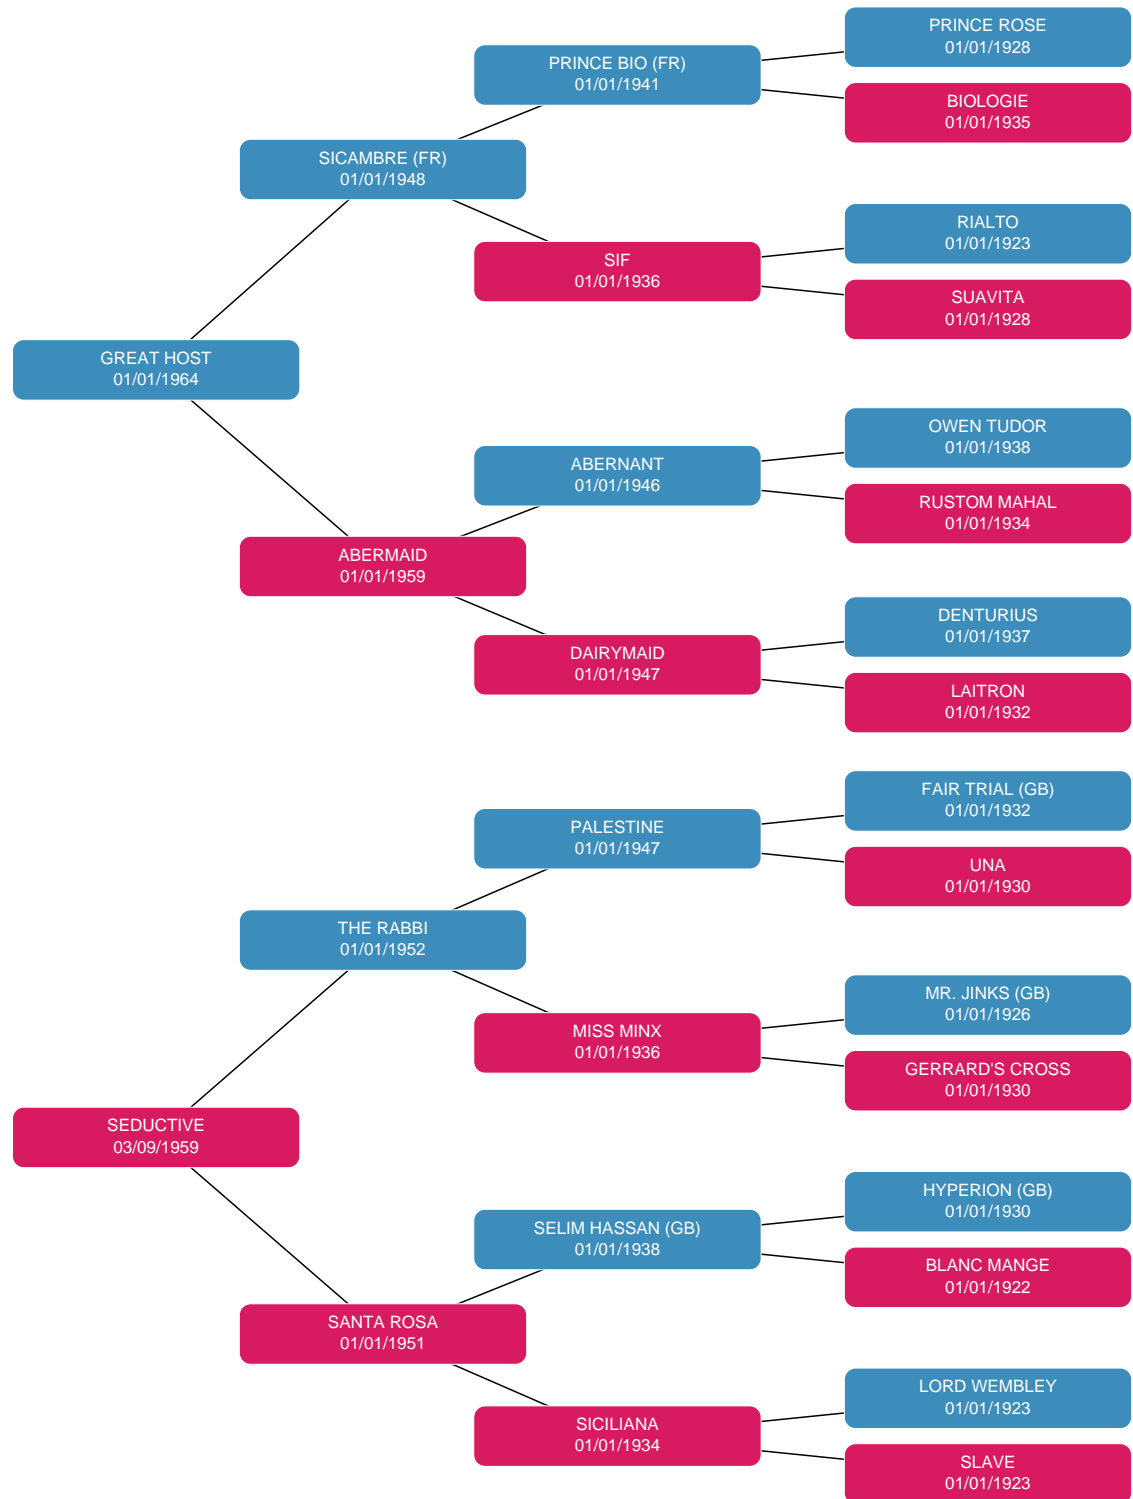 PRINCE ROSE
01/01/1928
PRINCE BIO (FR)
01/01/1941
BIOLOGIE
01/01/1935
SICAMBRE (FR)
01/01/1948
RIALTO
01/01/1923
SIF
01/01/1936
SUAVITA
01/01/1928
GREAT HOST
01/01/1964
OWEN TUDOR
01/01/1938
ABERNANT
01/01/1946
RUSTOM MAHAL
01/01/1934
ABERMAID
01/01/1959
DENTURIUS
01/01/1937
DAIRYMAID
01/01/1947
LAITRON
01/01/1932
FAIR TRIAL (GB)
01/01/1932
PALESTINE
01/01/1947
UNA
01/01/1930
THE RABBI
01/01/1952
MR. JINKS (GB)
01/01/1926
MISS MINX
01/01/1936
GERRARD'S CROSS
01/01/1930
SEDUCTIVE
03/09/1959
HYPERION (GB)
01/01/1930
SELIM HASSAN (GB)
01/01/1938
BLANC MANGE
01/01/1922
SANTA ROSA
01/01/1951
LORD WEMBLEY
01/01/1923
SICILIANA
01/01/1934
SLAVE
01/01/1923